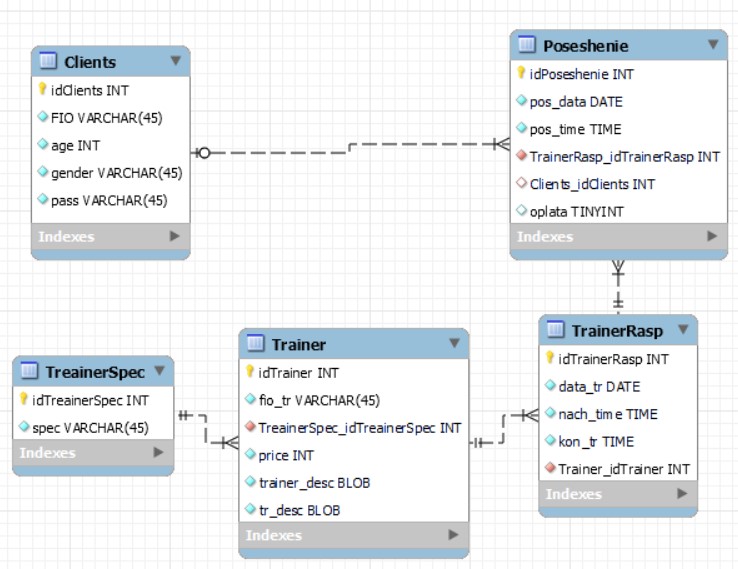 Clients
idClients INT
FIO VARCHAR(45)
age INT
gender VARCHAR(45)
pass VARCHAR(45)
Indexes
Poseshenie
idPoseshenie INT
pos_data DATE
pos_time TIME
TrainerRasp_idTrainerRasp INT
Clients_idClients INT
oplata TINYINT
Indexes
TreainerSpec
idTreainerSpec INT
spec VARCHAR(45)
Indexes
Trainer
idTrainer INT
fio_tr VARCHAR(45)
TreainerSpec_idTreainerSpec INT
price INT
trainer_desc BLOB
tr_desc BLOB
Indexes
TrainerRasp
idTrainerRasp INT
data_tr DATE
nach_time TIME
kon_tr TIME
Trainer_idTrainer INT
Indexes